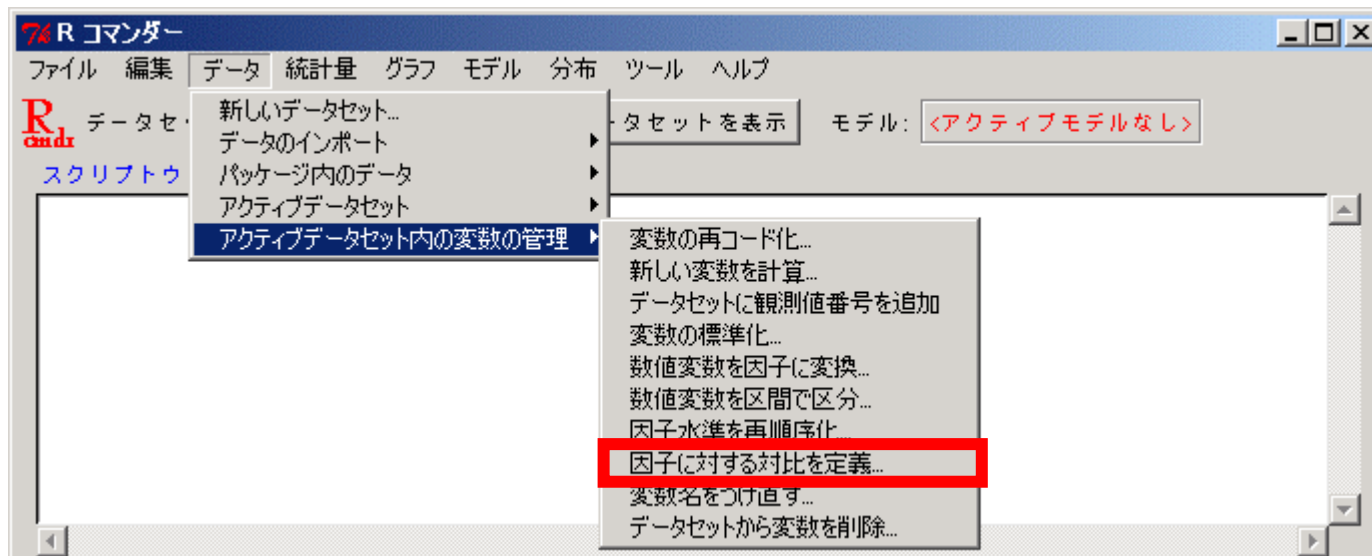 R コマンダー
ファイル 編集 データ 統計量 グラフ モデル 分布 ツール ヘルプ
Rcmdr データセ タセットを表示 モデル: <アクティブモデルなし>
スクリプトウ
新しいデータセット...
データのインポート
パッケージ内のデータ
アクティブデータセット
アクティブデータセット内の変数の管理
変数の再コード化...
新しい変数を計算...
データセットに観測値番号を追加
変数の標準化...
数値変数を因子に変換...
数値変数を区間で区分...
因子水準を再順序化...
因子に対する対比を定義...
変数名をつけ直す...
データセットから変数を削除...